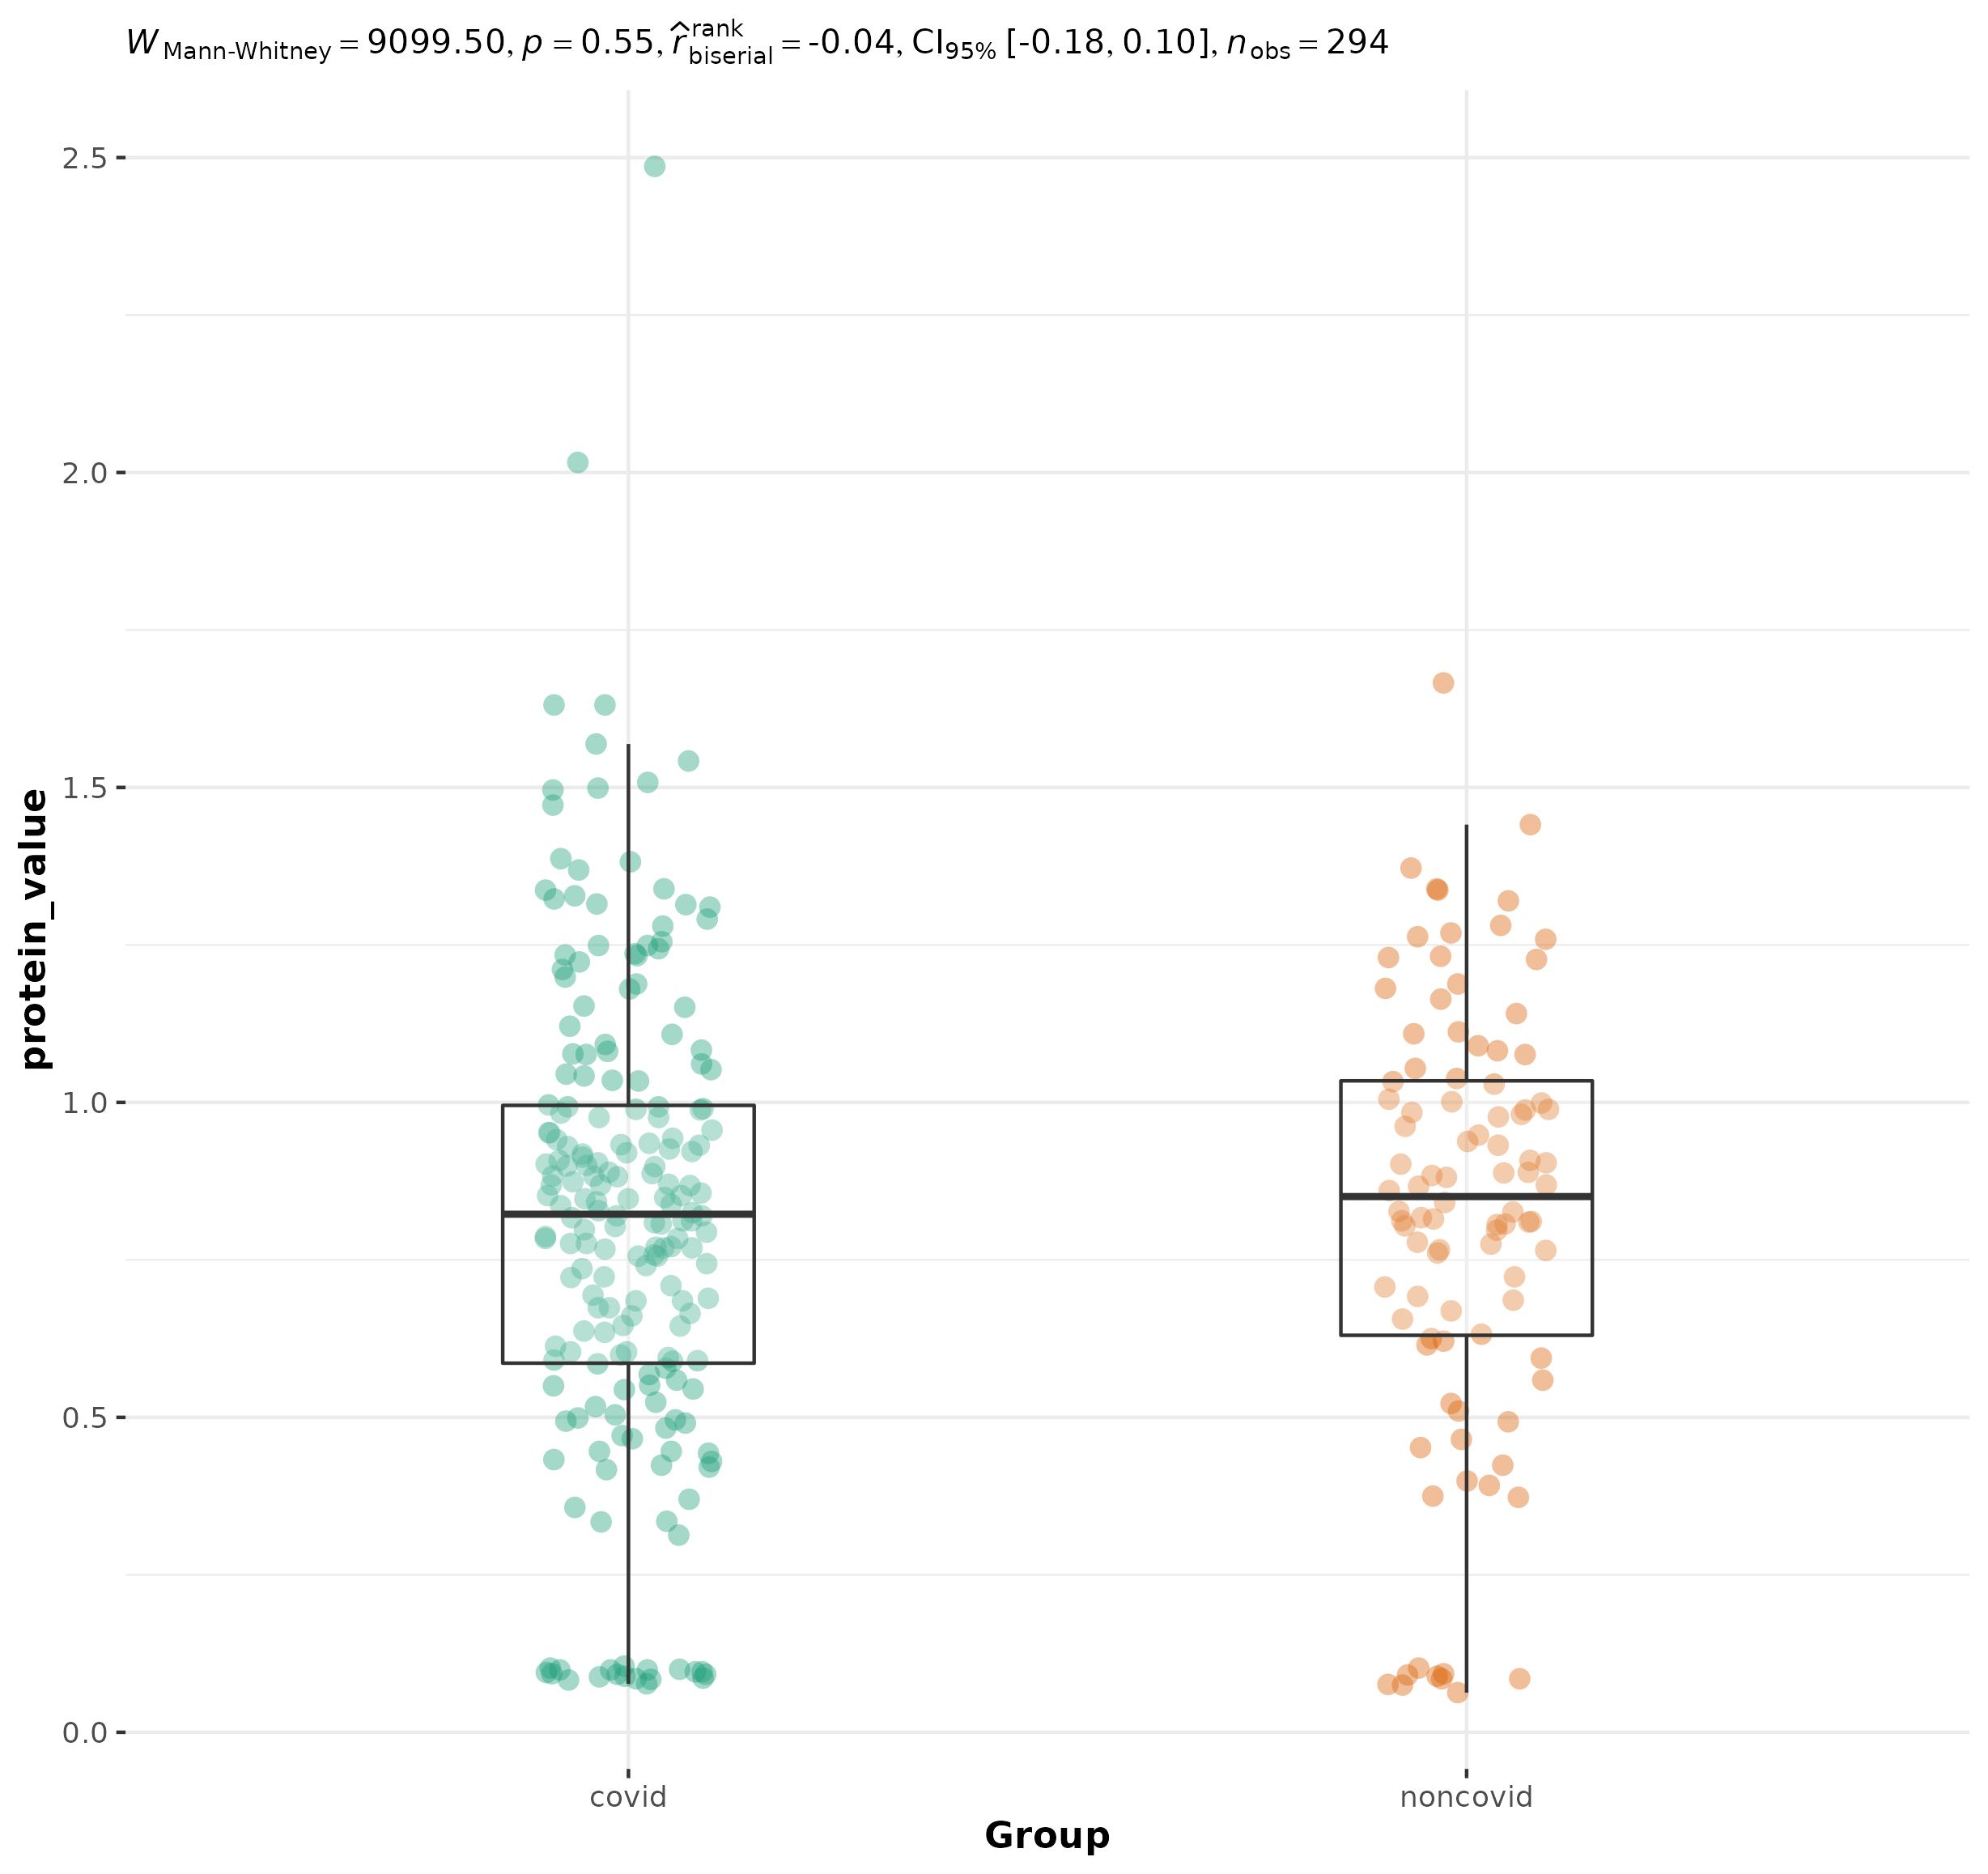 W Mann-Whitney = 9099.50, p = 0.55, r̂ rank biserial = -0.04, CI95% [-0.18, 0.10], nobs = 294
2.5
2.0
1.5
1.0
0.5
0.0
protein_value
covid noncovid
Group